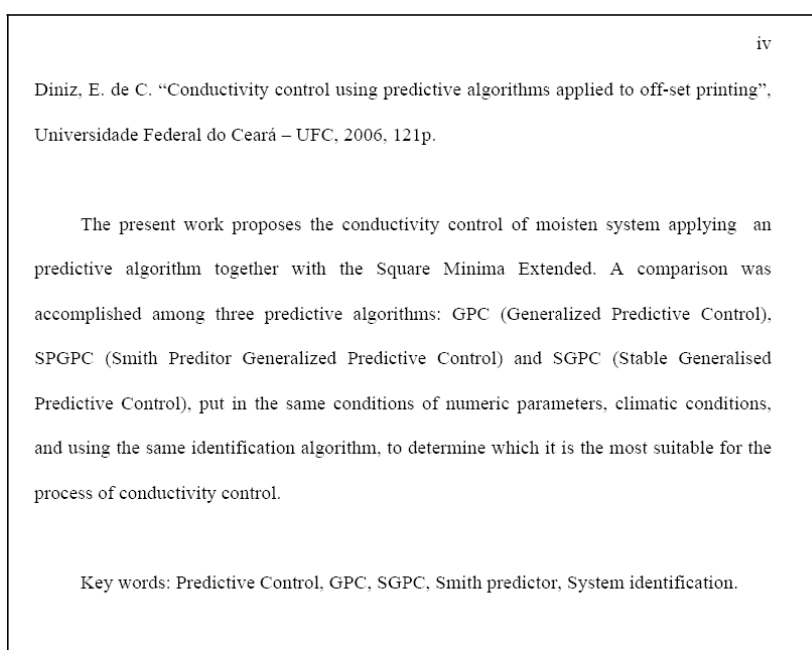 iv
Diniz, E. de C. “Conductivity control using predictive algorithms applied to off-set printing”,
Universidade Federal do Ceará – UFC, 2006, 121p.
The present work proposes the conductivity control of moisten system applying an
predictive algorithm together with the Square Minima Extended. A comparison was
accomplished among three predictive algorithms: GPC (Generalized Predictive Control),
SPGPC (Smith Preditor Generalized Predictive Control) and SGPC (Stable Generalised
Predictive Control), put in the same conditions of numeric parameters, climatic conditions,
and using the same identification algorithm, to determine which it is the most suitable for the
process of conductivity control.
Key words: Predictive Control, GPC, SGPC, Smith predictor, System identification.